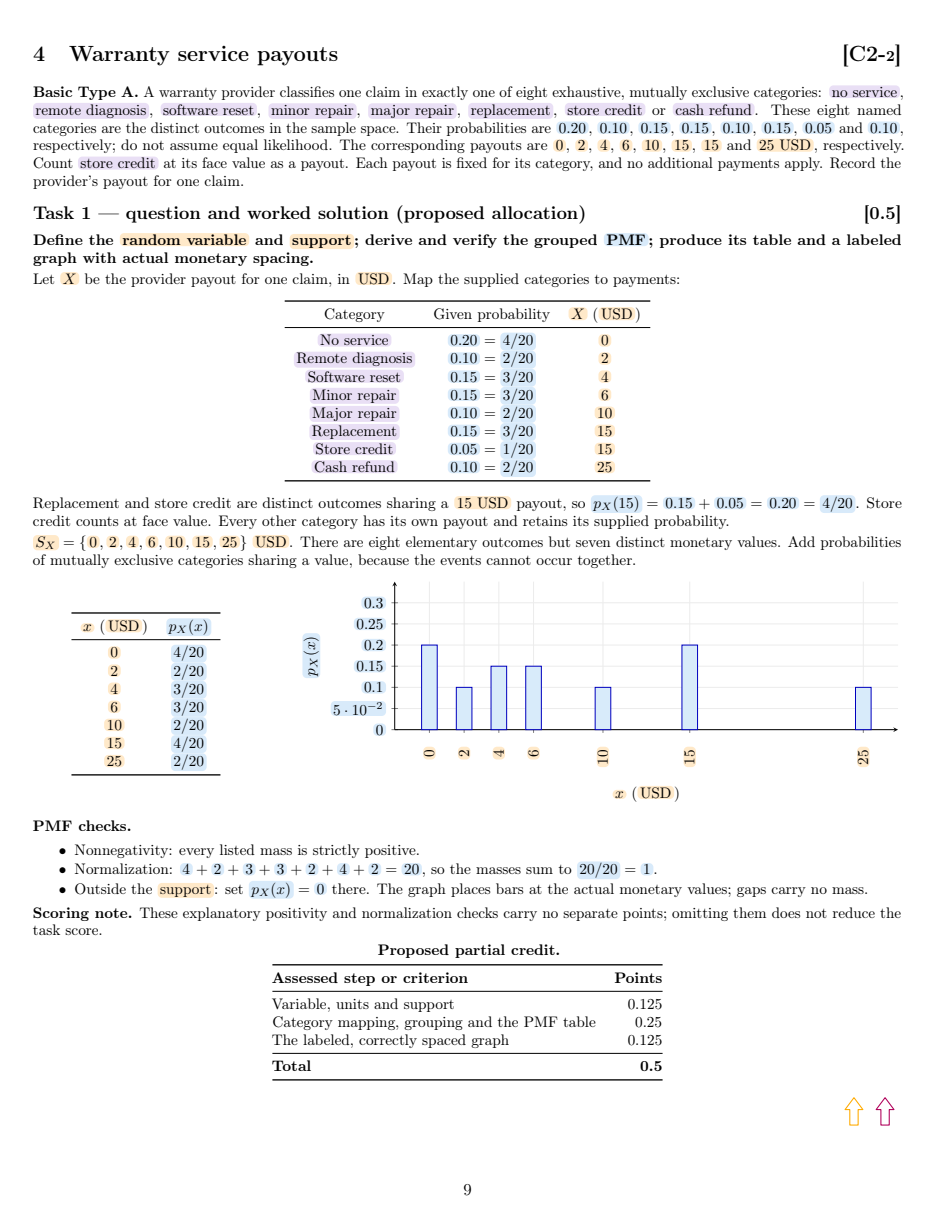 4 Warranty service payouts [C2-2]
Basic Type A. A warranty provider classifies one claim in exactly one of eight exhaustive, mutually exclusive categories: no service,
remote diagnosis, software reset, minor repair, major repair, replacement, store credit or cash refund. These eight named
categories are the distinct outcomes in the sample space. Their probabilities are 0.20, 0.10, 0.15, 0.15, 0.10, 0.15, 0.05 and 0.10,
respectively; do not assume equal likelihood. The corresponding payouts are 0, 2, 4, 6, 10, 15, 15 and 25 USD, respectively.
Count store credit at its face value as a payout. Each payout is fixed for its category, and no additional payments apply. Record the
provider's payout for one claim.
Task 1 — question and worked solution (proposed allocation) [0.5]
Define the random variable and support; derive and verify the grouped PMF; produce its table and a labeled
graph with actual monetary spacing.
Let X be the provider payout for one claim, in USD. Map the supplied categories to payments:
Category Given probability X (USD)
No service 0.20 = 4/20 0
Remote diagnosis 0.10 = 2/20 2
Software reset 0.15 = 3/20 4
Minor repair 0.15 = 3/20 6
Major repair 0.10 = 2/20 10
Replacement 0.15 = 3/20 15
Store credit 0.05 = 1/20 15
Cash refund 0.10 = 2/20 25
Replacement and store credit are distinct outcomes sharing a 15 USD payout, so pX(15) = 0.15 + 0.05 = 0.20 = 4/20. Store
credit counts at face value. Every other category has its own payout and retains its supplied probability.
SX = {0, 2, 4, 6, 10, 15, 25} USD. There are eight elementary outcomes but seven distinct monetary values. Add probabilities
of mutually exclusive categories sharing a value, because the events cannot occur together.
x (USD) pX(x)
0 4/20
2 2/20
4 3/20
6 3/20
10 2/20
15 4/20
25 2/20
pX(x)
0.3
0.25
0.2
0.15
0.1
5 · 10⁻²
0
0 2 4 6 10 15 25
x (USD)
PMF checks.
• Nonnegativity: every listed mass is strictly positive.
• Normalization: 4 + 2 + 3 + 3 + 2 + 4 + 2 = 20, so the masses sum to 20/20 = 1.
• Outside the support: set pX(x) = 0 there. The graph places bars at the actual monetary values; gaps carry no mass.
Scoring note. These explanatory positivity and normalization checks carry no separate points; omitting them does not reduce the
task score.
Proposed partial credit.
Assessed step or criterion Points
Variable, units and support 0.125
Category mapping, grouping and the PMF table 0.25
The labeled, correctly spaced graph 0.125
Total 0.5
9